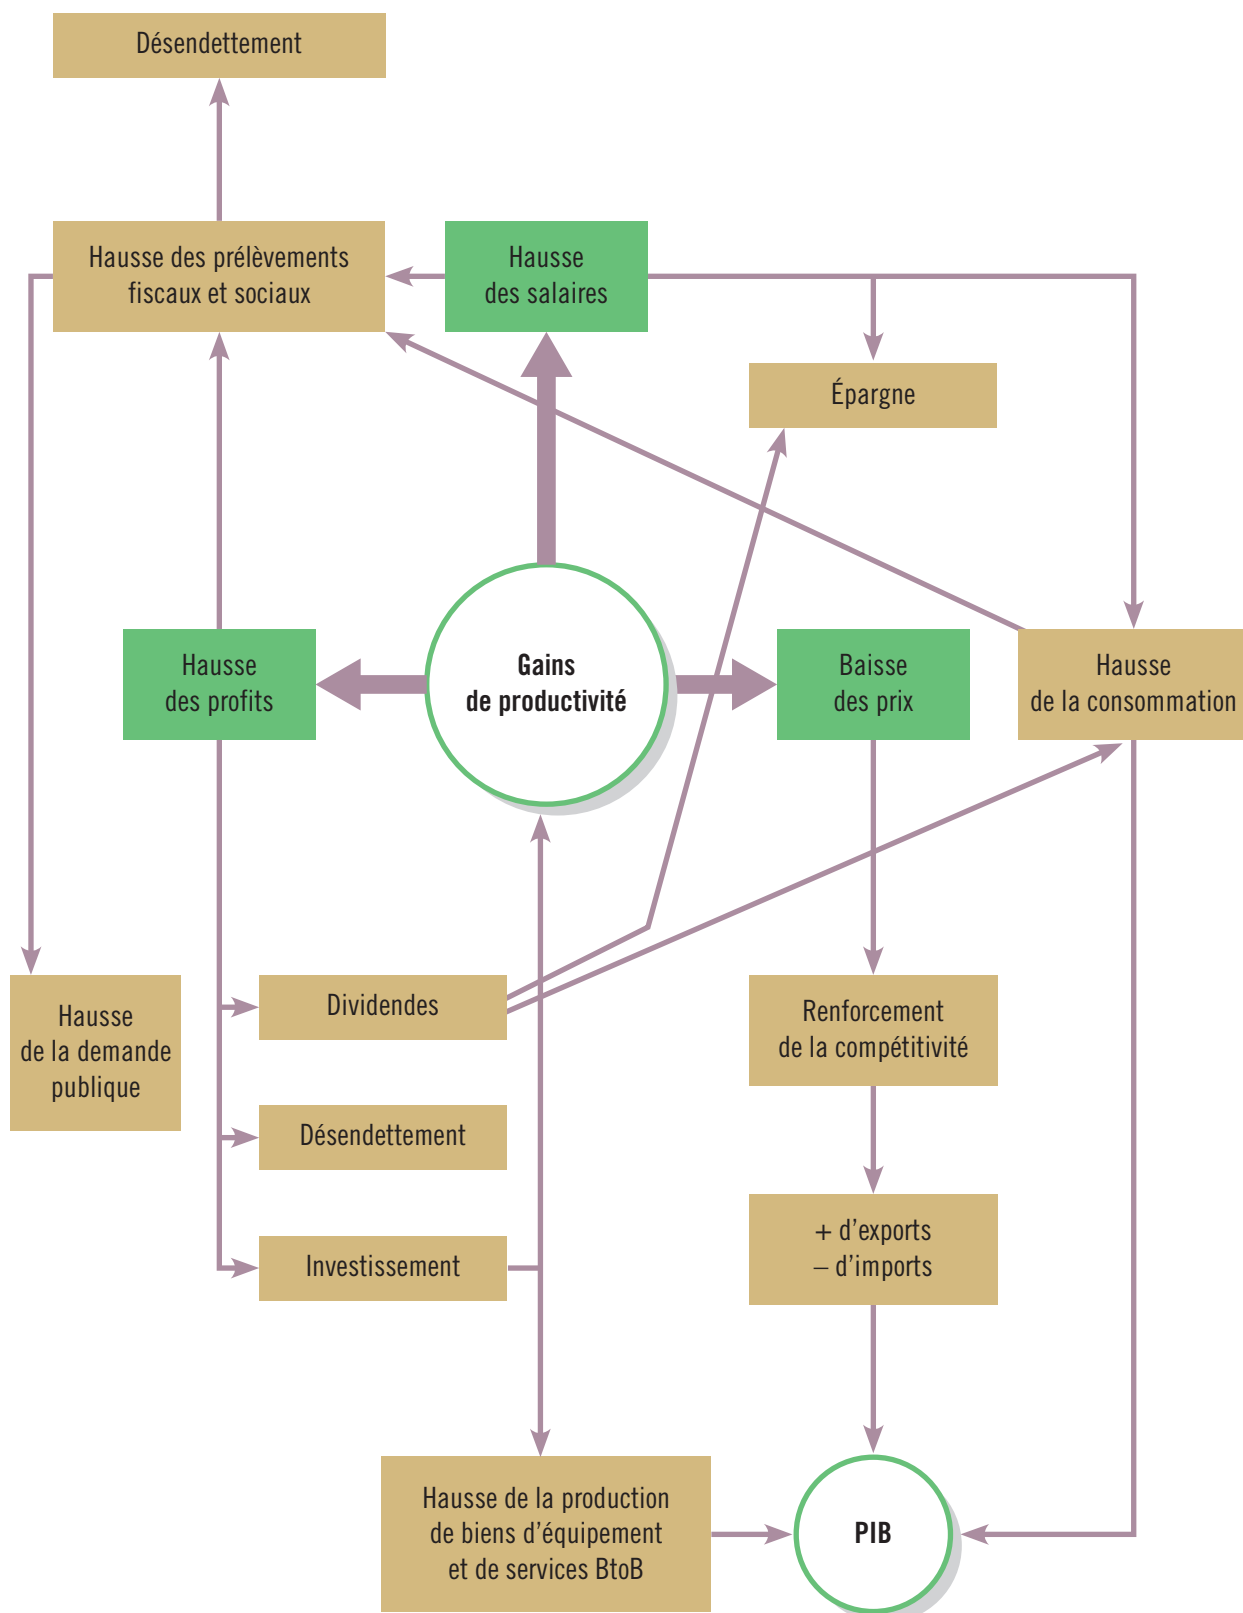 Désendettement
Hausse des prélèvements
fiscaux et sociaux
Hausse
des salaires
Épargne
Hausse
des profits
Gains
de productivité
Baisse
des prix
Hausse
de la consommation
Hausse
de la demande
publique
Dividendes
Renforcement
de la compétitivité
Désendettement
+ d’exports
– d’imports
Investissement
Hausse de la production
de biens d’équipement
et de services BtoB
PIB